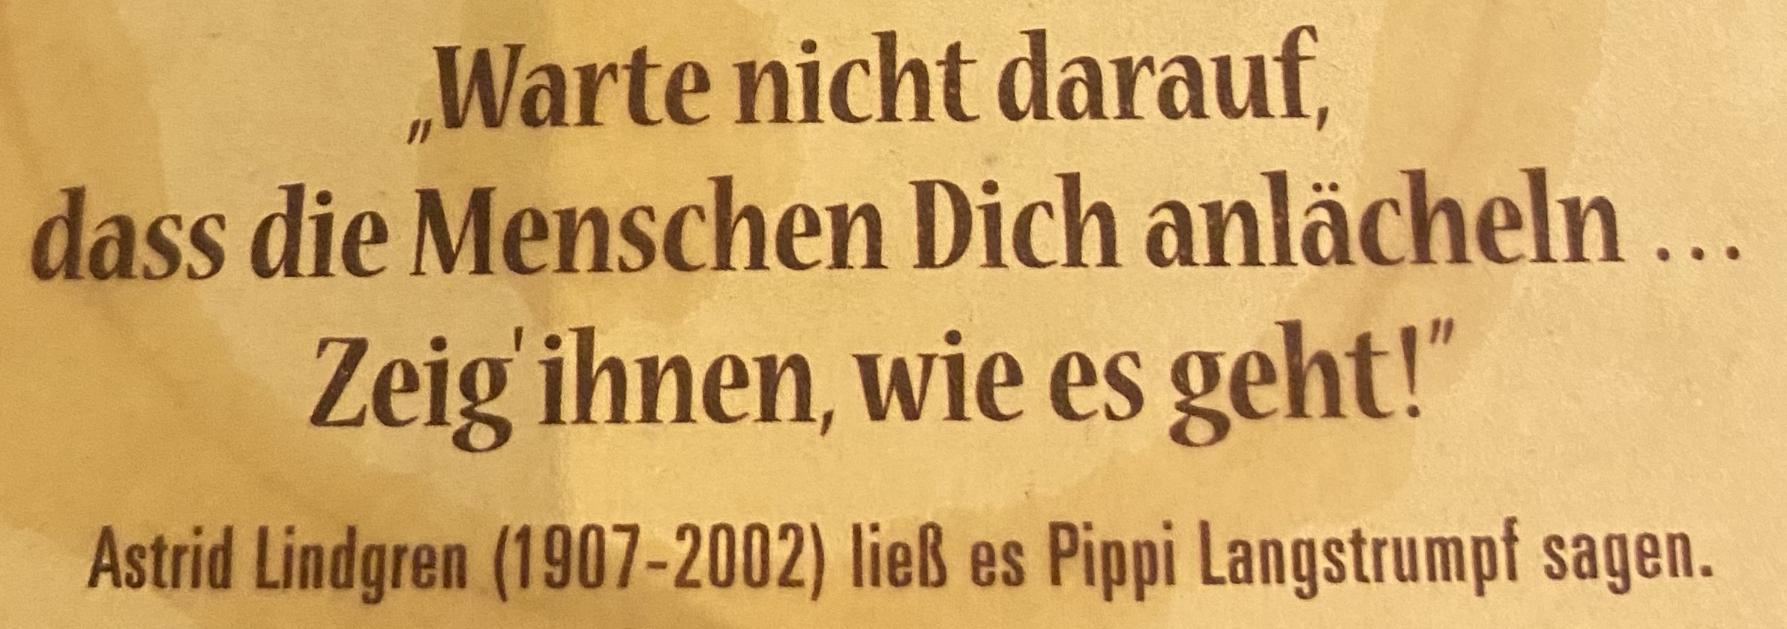 „Warte nicht darauf,
dass die Menschen Dich anlächeln ...
Zeig' ihnen, wie es geht!"
Astrid Lindgren (1907-2002) ließ es Pippi Langstrumpf sagen.